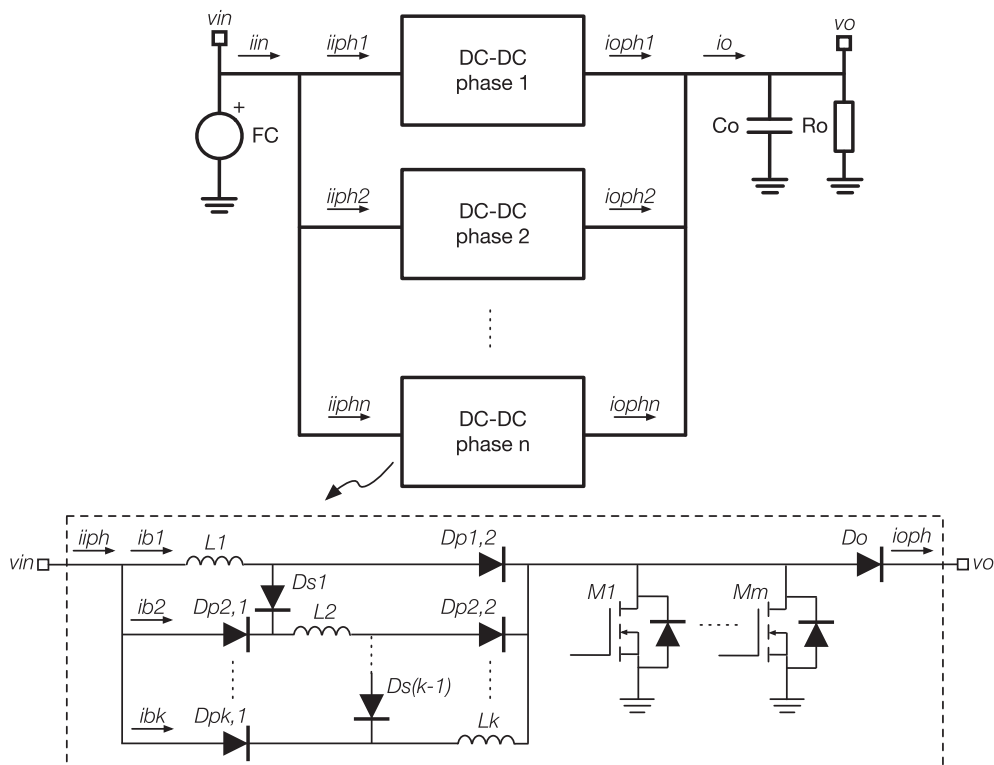 vin
vo
iin
iiph1
DC-DC
phase 1
ioph1
io
+
FC
Co
Ro
iiph2
DC-DC
phase 2
ioph2
iiphn
DC-DC
phase n
iophn
iiph
ib1
L1
Dp1,2
Do
ioph
vin
vo
Ds1
M1
Mm
ib2
Dp2,1
L2
Dp2,2
Ds(k-1)
ibk
Dpk,1
Lk